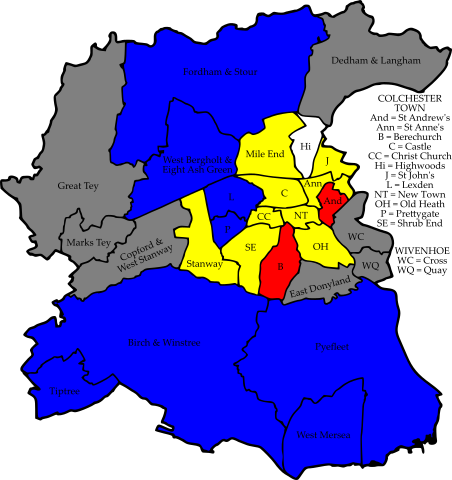 Dedham & Langham
Fordham & Stour
COLCHESTER
TOWN
And = St Andrew's
Ann = St Anne's
B = Berechurch
C = Castle
CC = Christ Church
Hi = Highwoods
J = St John's
L = Lexden
NT = New Town
OH = Old Heath
P = Prettygate
SE = Shrub End
WIVENHOE
WC = Cross
WQ = Quay
Mile End
Hi
J
West Bergholt &
Eight Ash Green
Great Tey
Ann
L
C
And
CC
NT
P
WC
Marks Tey
Copford &
West Stanway
SE
OH
Stanway
B
WQ
East Donyland
Birch & Winstree
Pyefleet
Tiptree
West Mersea